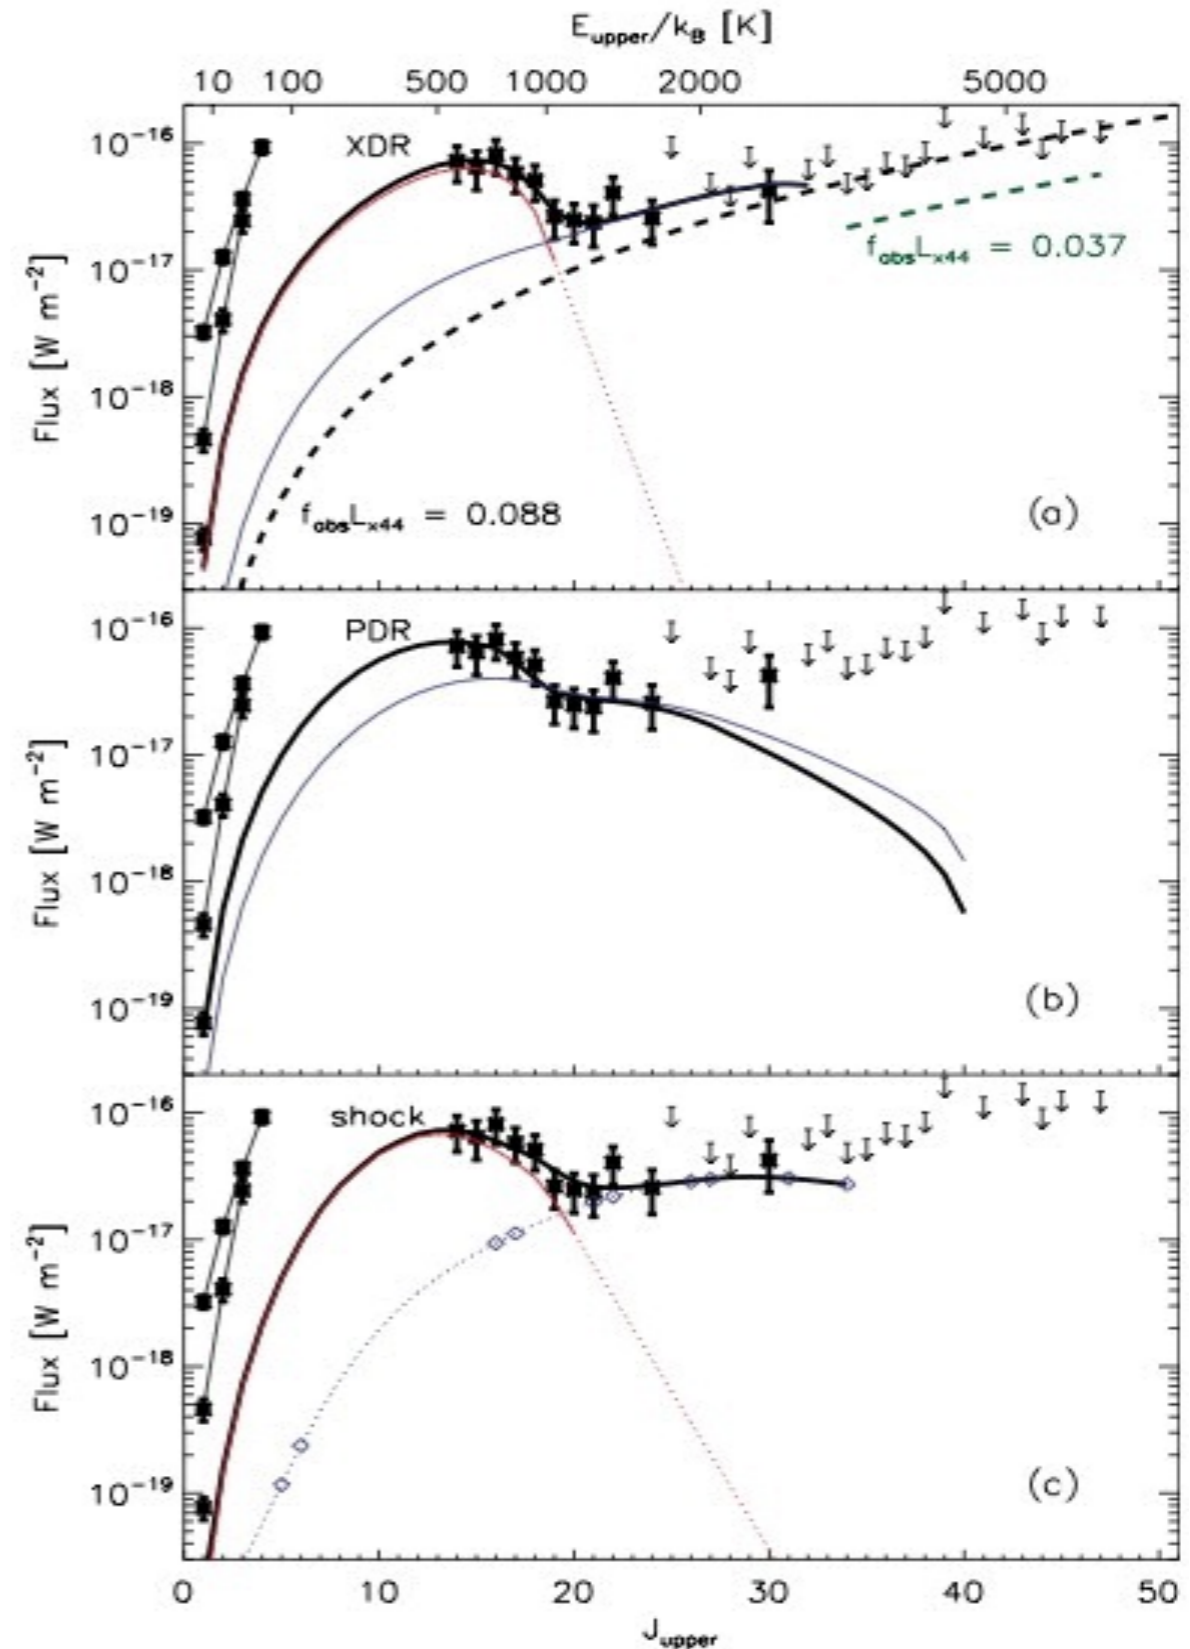 E_upper/k_B [K]
10 100 500 1000 2000 5000
XDR
10^-16
10^-17
10^-18
10^-19
Flux [W m^-2]
f_abs L_x44 = 0.037
f_abs L_x44 = 0.088
(a)
PDR
10^-16
10^-17
10^-18
10^-19
Flux [W m^-2]
(b)
shock
10^-16
10^-17
10^-18
10^-19
Flux [W m^-2]
(c)
0 10 20 30 40 50
J_upper